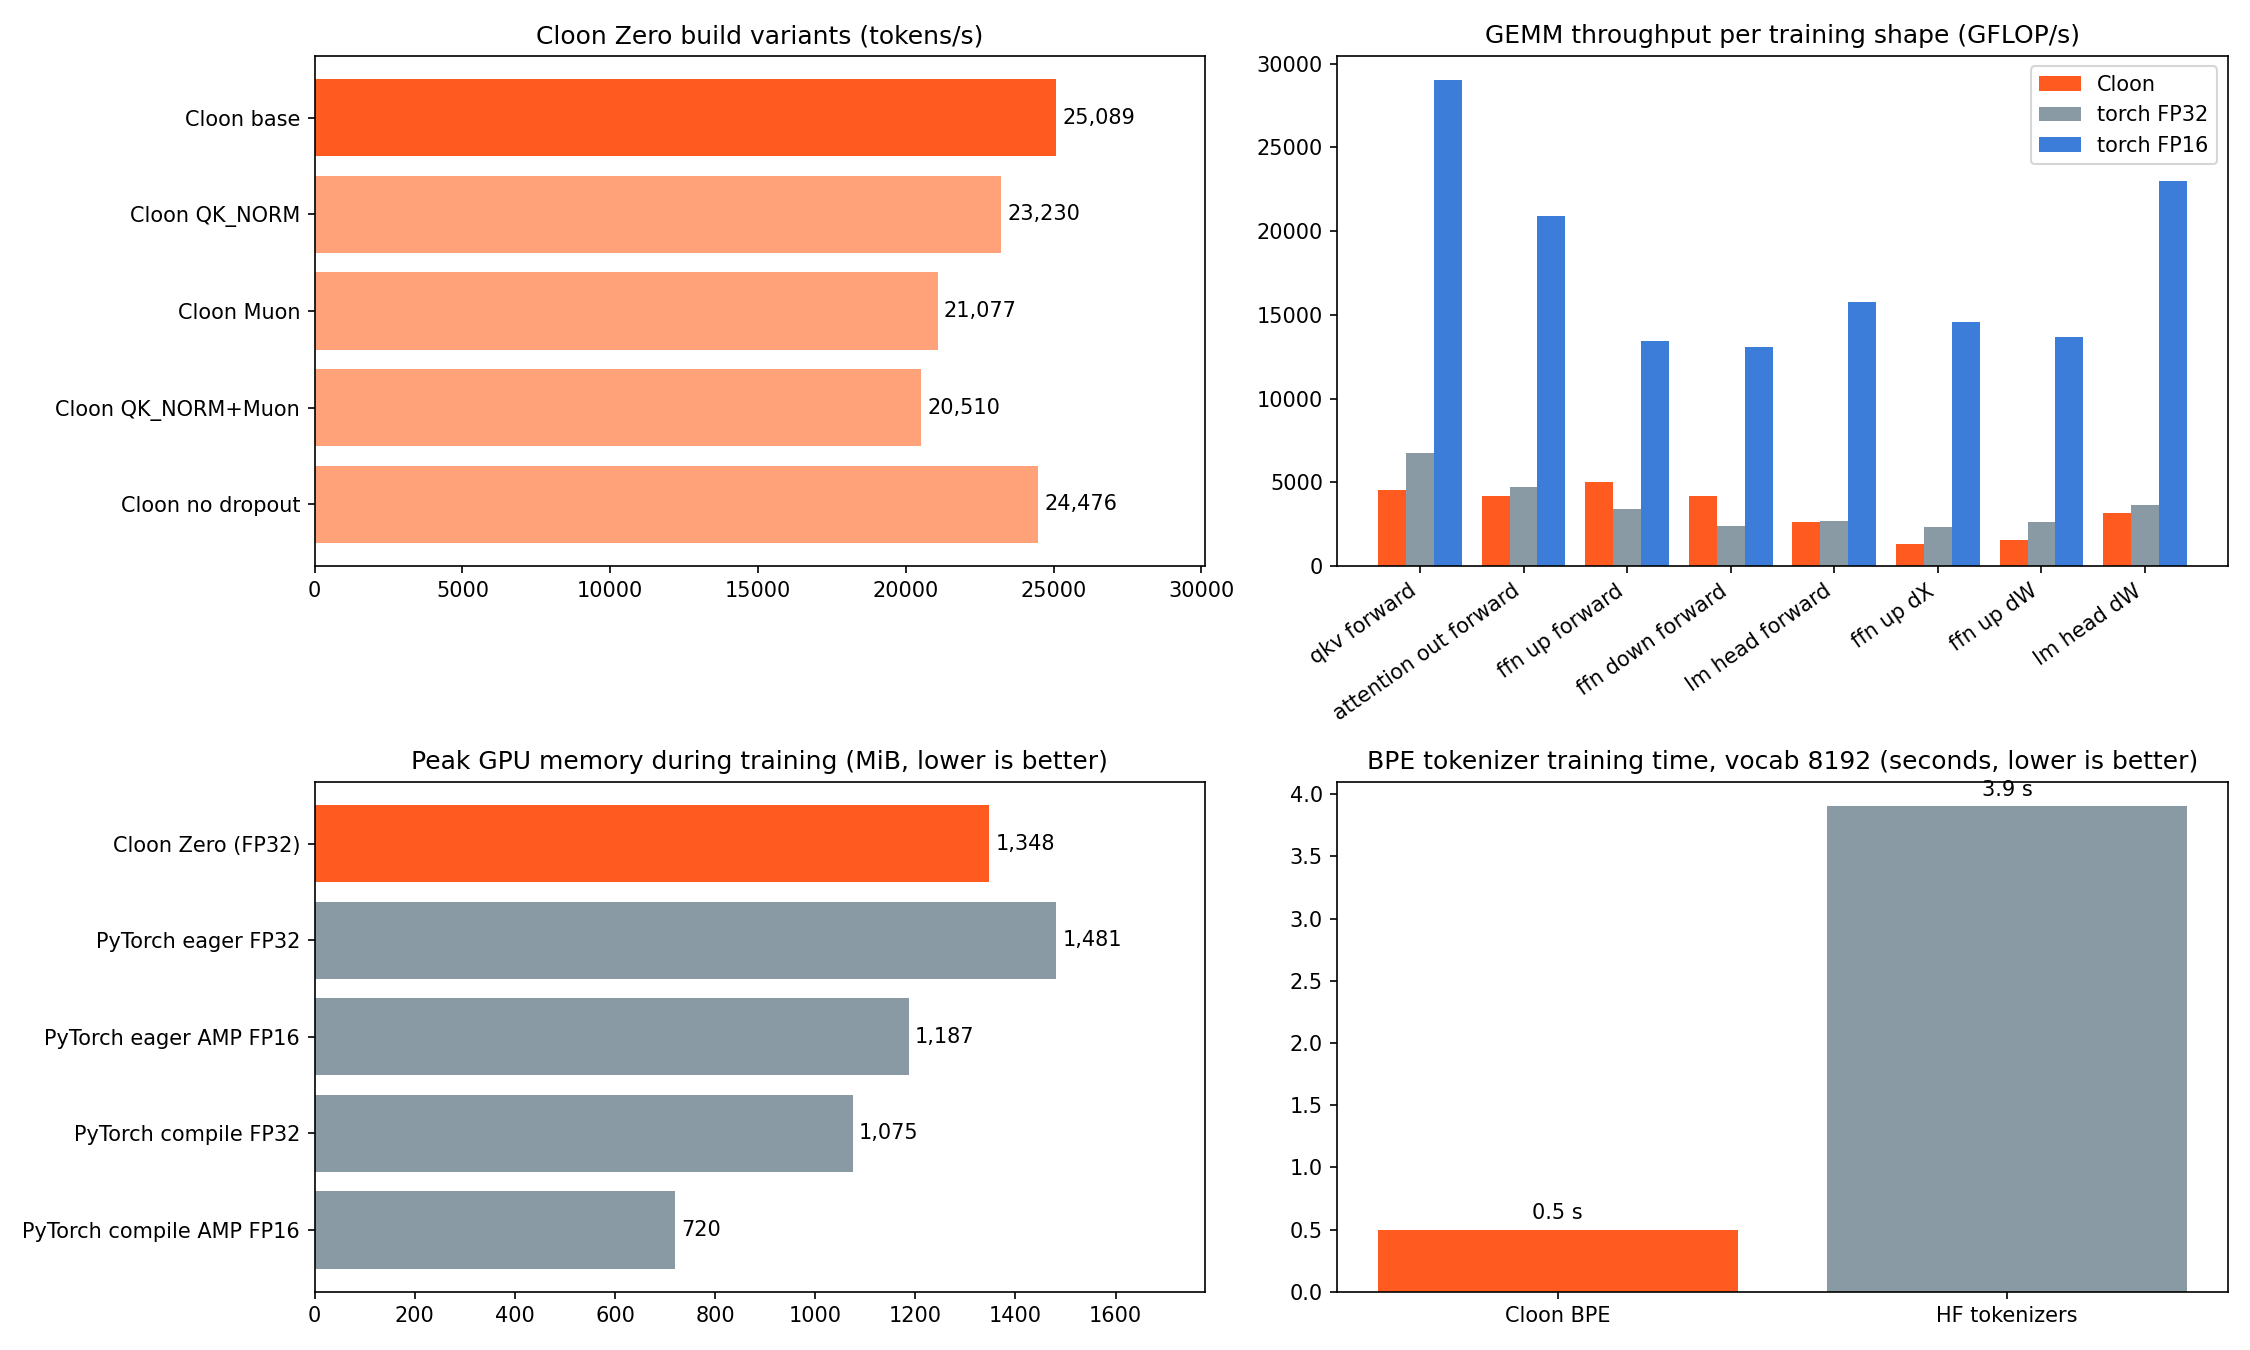 Cloon Zero build variants (tokens/s)
Cloon base
25,089
Cloon QK_NORM
23,230
Cloon Muon
21,077
Cloon QK_NORM+Muon
20,510
Cloon no dropout
24,476
0 5000 10000 15000 20000 25000 30000
GEMM throughput per training shape (GFLOP/s)
30000
25000
20000
15000
10000
5000
0
Cloon
torch FP32
torch FP16
qkv forward
attention out forward
ffn up forward
ffn down forward
lm head forward
ffn up dX
ffn up dW
lm head dW
Peak GPU memory during training (MiB, lower is better)
Cloon Zero (FP32)
1,348
PyTorch eager FP32
1,481
PyTorch eager AMP FP16
1,187
PyTorch compile FP32
1,075
PyTorch compile AMP FP16
720
0 200 400 600 800 1000 1200 1400 1600
BPE tokenizer training time, vocab 8192 (seconds, lower is better)
4.0
3.5
3.0
2.5
2.0
1.5
1.0
0.5
0.0
0.5 s
3.9 s
Cloon BPE
HF tokenizers